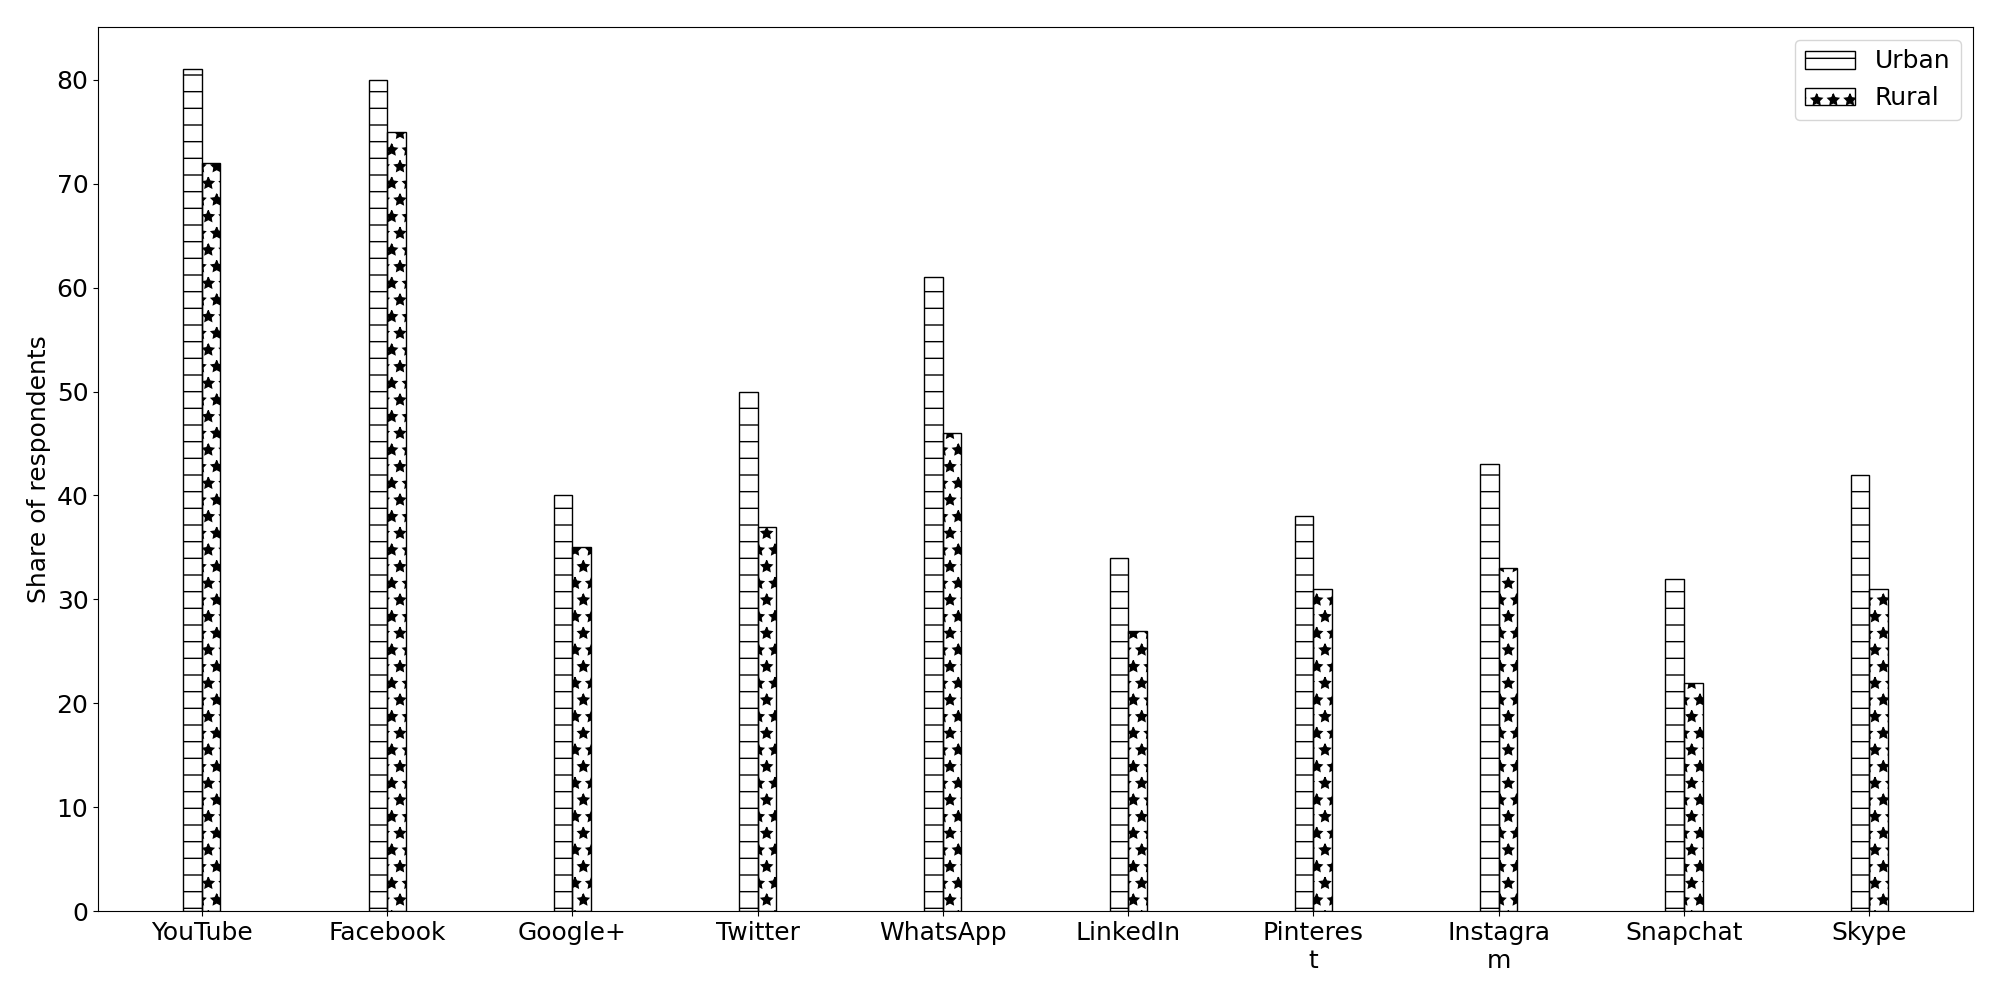 Urban
Rural
Share of respondents
80
70
60
50
40
30
20
10
0
YouTube
Facebook
Google+
Twitter
WhatsApp
LinkedIn
Pinteres
t
Instagra
m
Snapchat
Skype